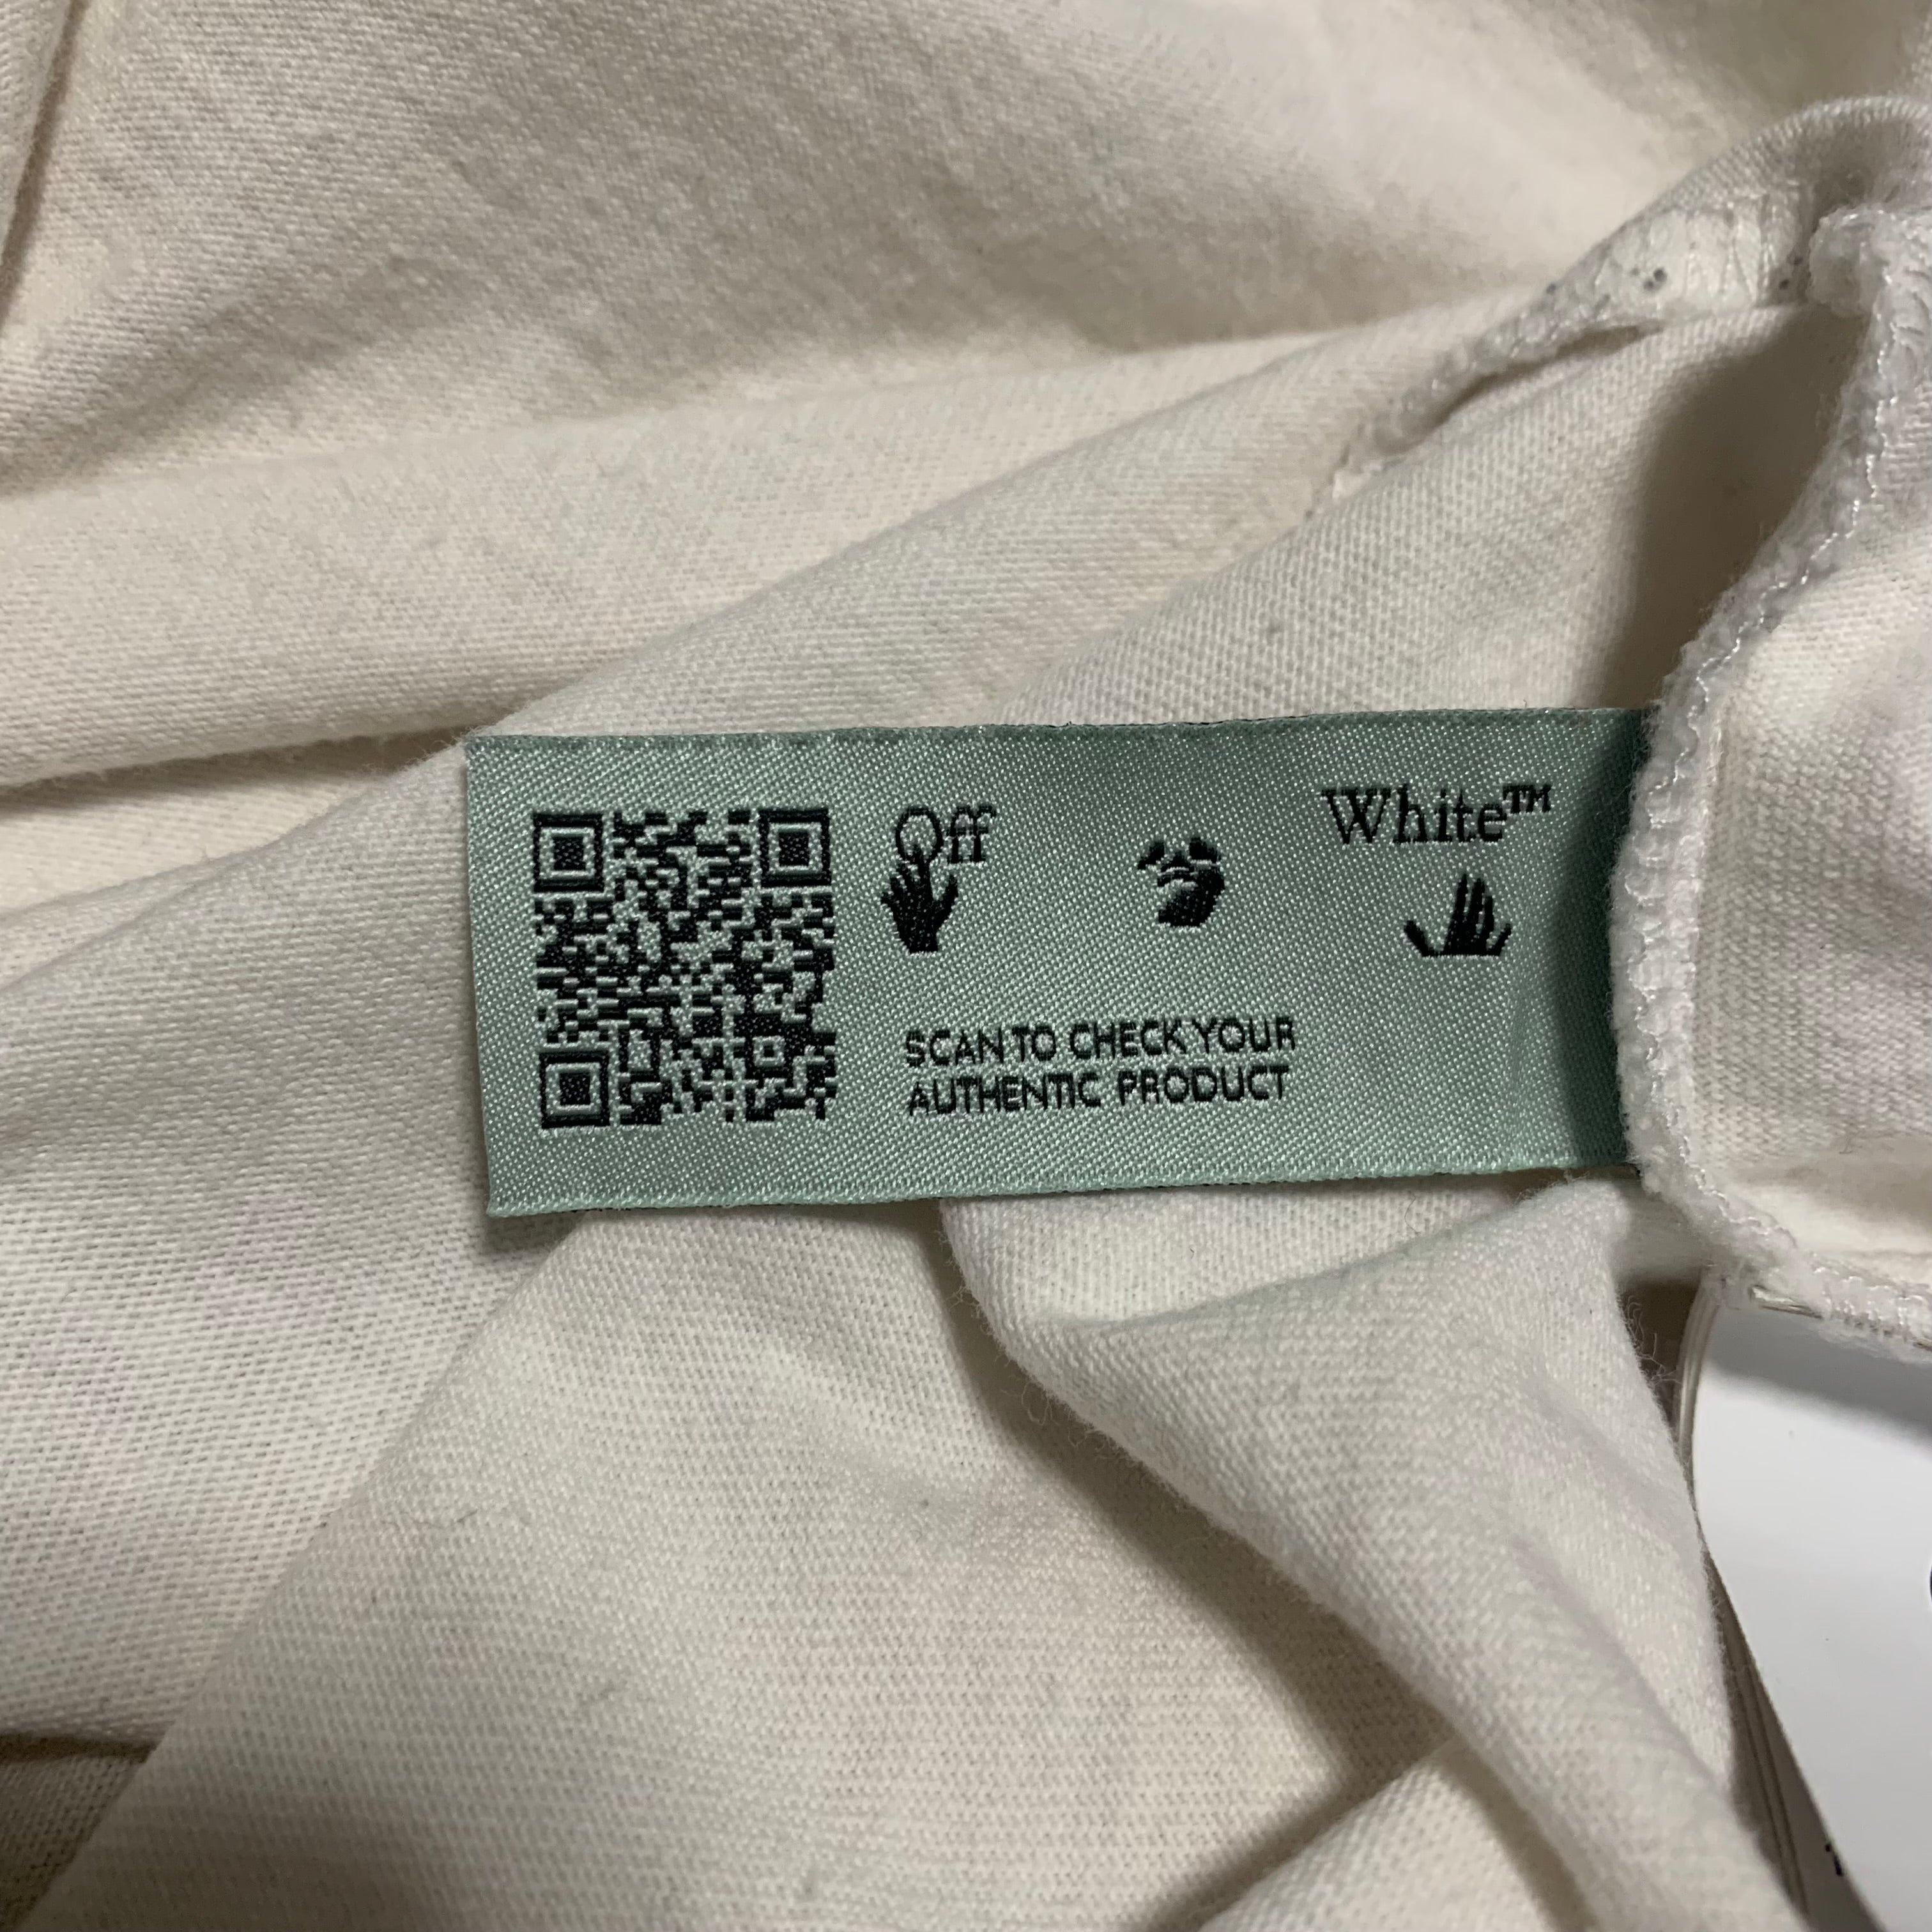 Off White™
SCAN TO CHECK YOUR
AUTHENTIC PRODUCT